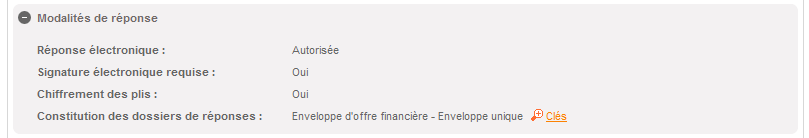 Modalités de réponse
Réponse électronique : Autorisée
Signature électronique requise : Oui
Chiffrement des plis : Oui
Constitution des dossiers de réponses : Enveloppe d'offre financière - Enveloppe unique Clés